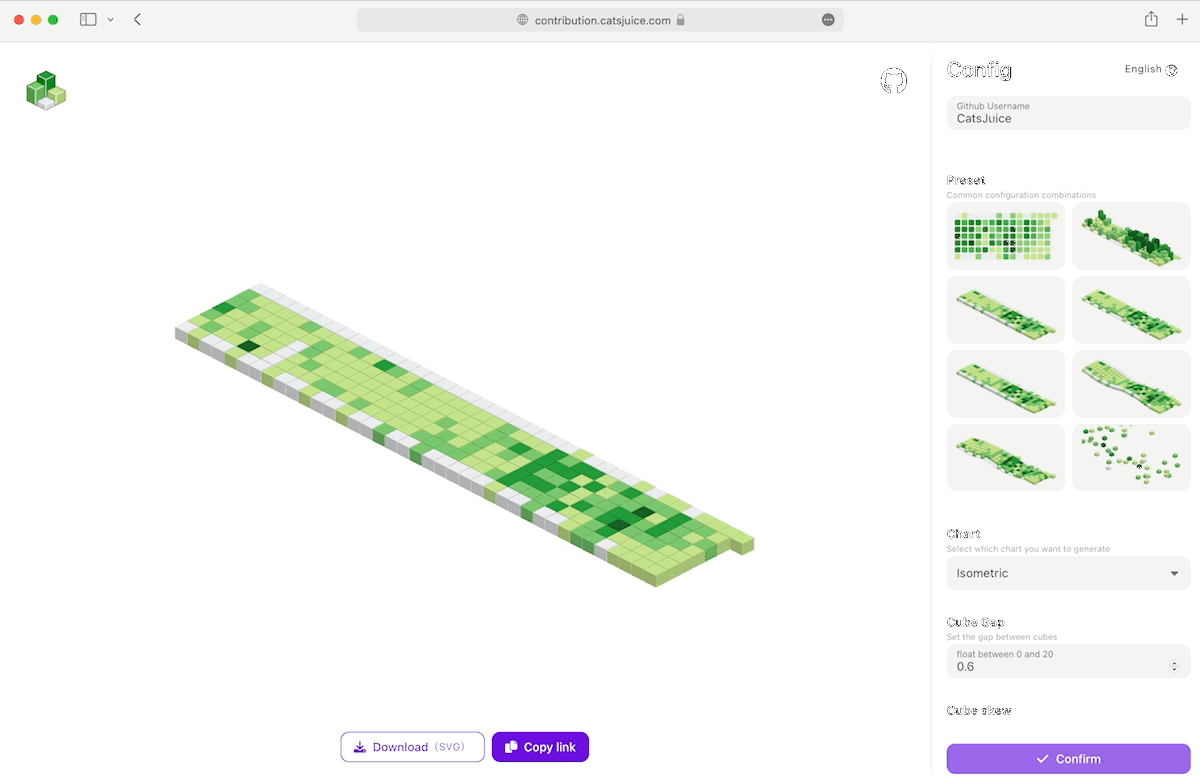 contribution.catsjuice.com
Config
English
Github Username
CatsJuice
Preset
Common configuration combinations
Chart
Select which chart you want to generate
Isometric
Cube Gap
Set the gap between cubes
float between 0 and 20
0.6
Cube skew
Download (SVG)
Copy link
Confirm